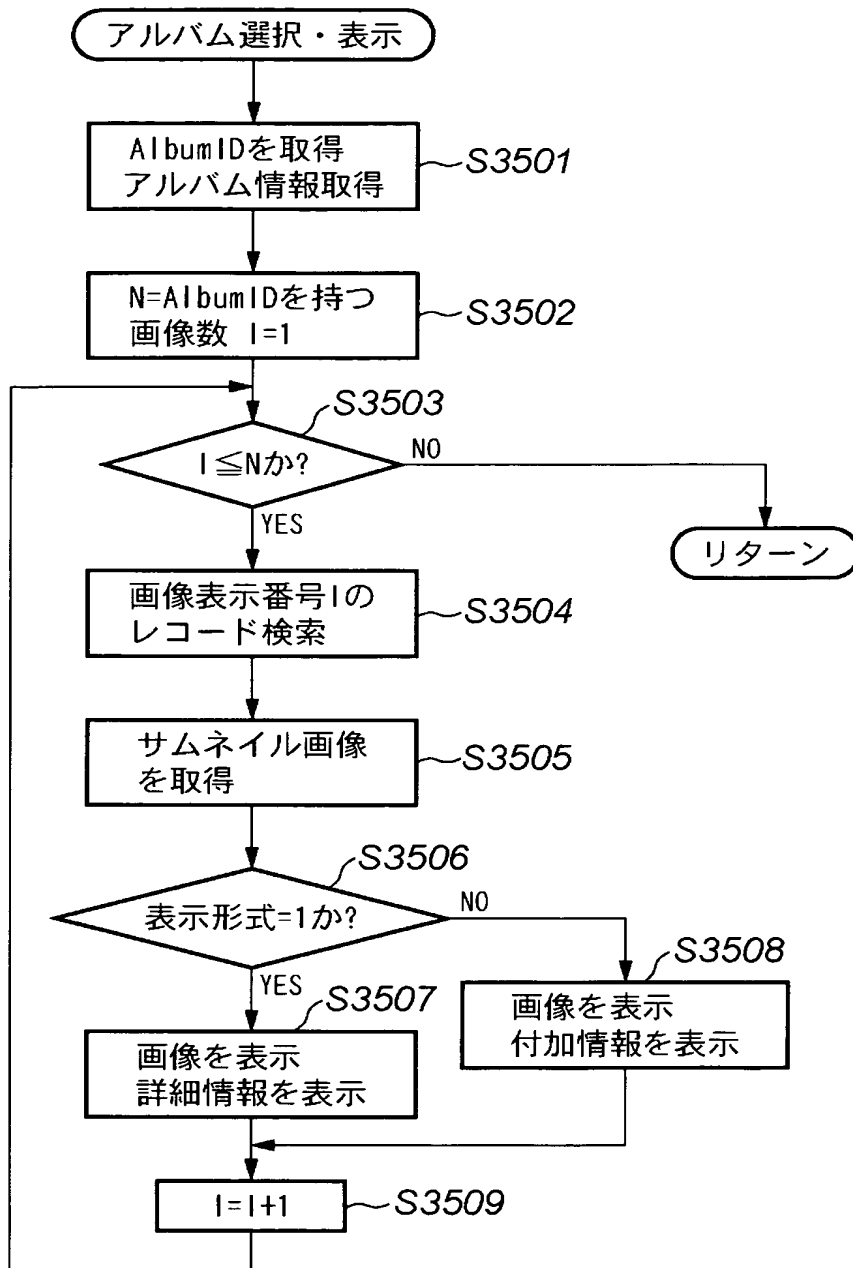 アルバム選択・表示
AlbumIDを取得
アルバム情報取得
S3501
N=AlbumIDを持つ
画像数 I=1
S3502
S3503
I≦Nか?
NO
YES
リターン
画像表示番号Iの
レコード検索
S3504
サムネイル画像
を取得
S3505
S3506
表示形式=1か?
NO
YES
S3507
画像を表示
詳細情報を表示
S3508
画像を表示
付加情報を表示
I=I+1
S3509